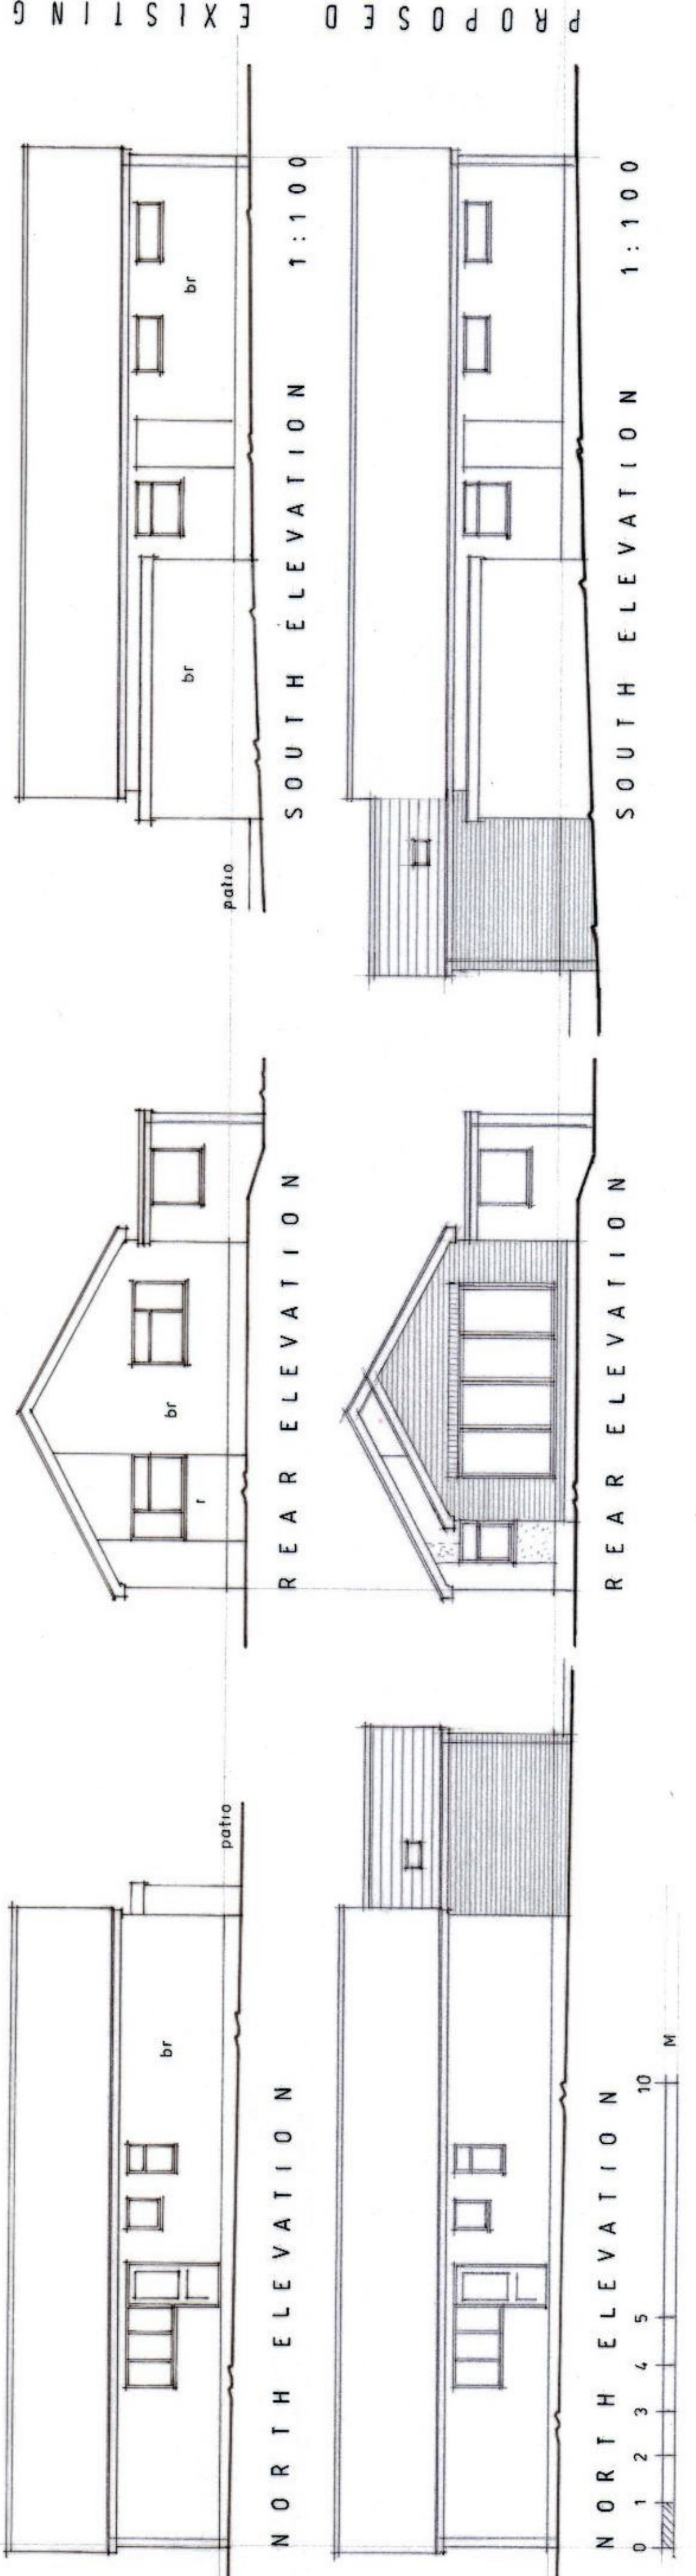 EXISTING
br
patio
NORTH ELEVATION
br
r
REAR ELEVATION
patio
br
br
SOUTH ELEVATION 1:100
PROPOSED
NORTH ELEVATION
REAR ELEVATION
SOUTH ELEVATION 1:100
0 1 2 3 4 5 10 M